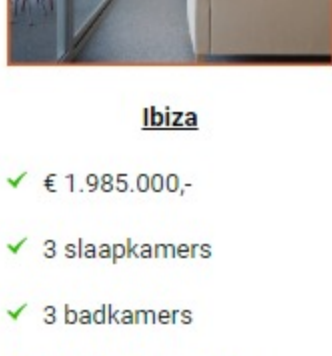 Ibiza
€ 1.985.000,-
3 slaapkamers
3 badkamers